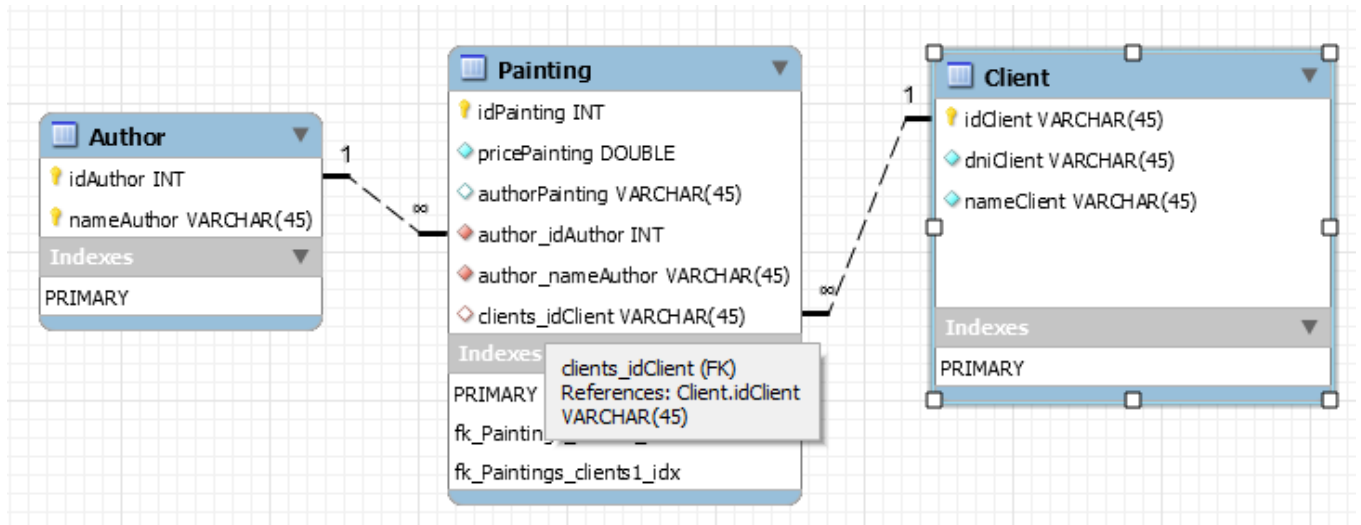 Author
idAuthor INT
nameAuthor VARCHAR(45)
Indexes
PRIMARY
1
∞
Painting
idPainting INT
pricePainting DOUBLE
authorPainting VARCHAR(45)
author_idAuthor INT
author_nameAuthor VARCHAR(45)
clients_idClient VARCHAR(45)
Indexes
PRIMARY
fk_Paintings_clients1_idx
clients_idClient (FK)
References: Client.idClient
VARCHAR(45)
∞
1
Client
idClient VARCHAR(45)
dniClient VARCHAR(45)
nameClient VARCHAR(45)
Indexes
PRIMARY